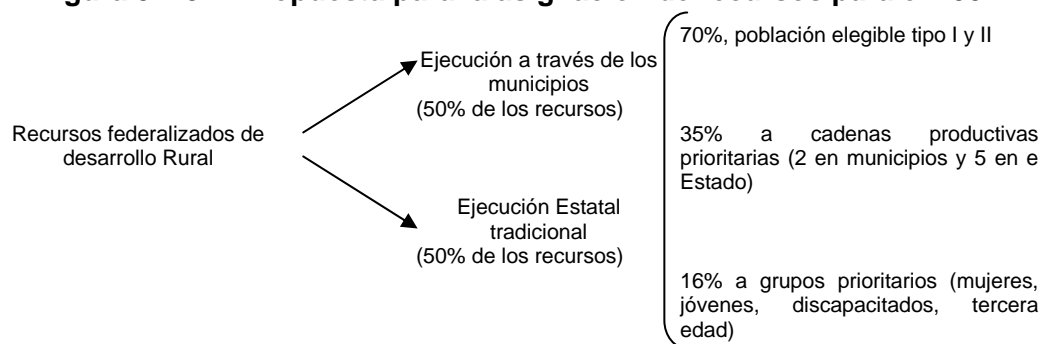 Recursos federalizados de
desarrollo Rural
Ejecución a través de los
municipios
(50% de los recursos)
Ejecución Estatal
tradicional
(50% de los recursos)
70%, población elegible tipo I y II
35% a cadenas productivas
prioritarias (2 en municipios y 5 en e
Estado)
16% a grupos prioritarios (mujeres,
jóvenes, discapacitados, tercera
edad)